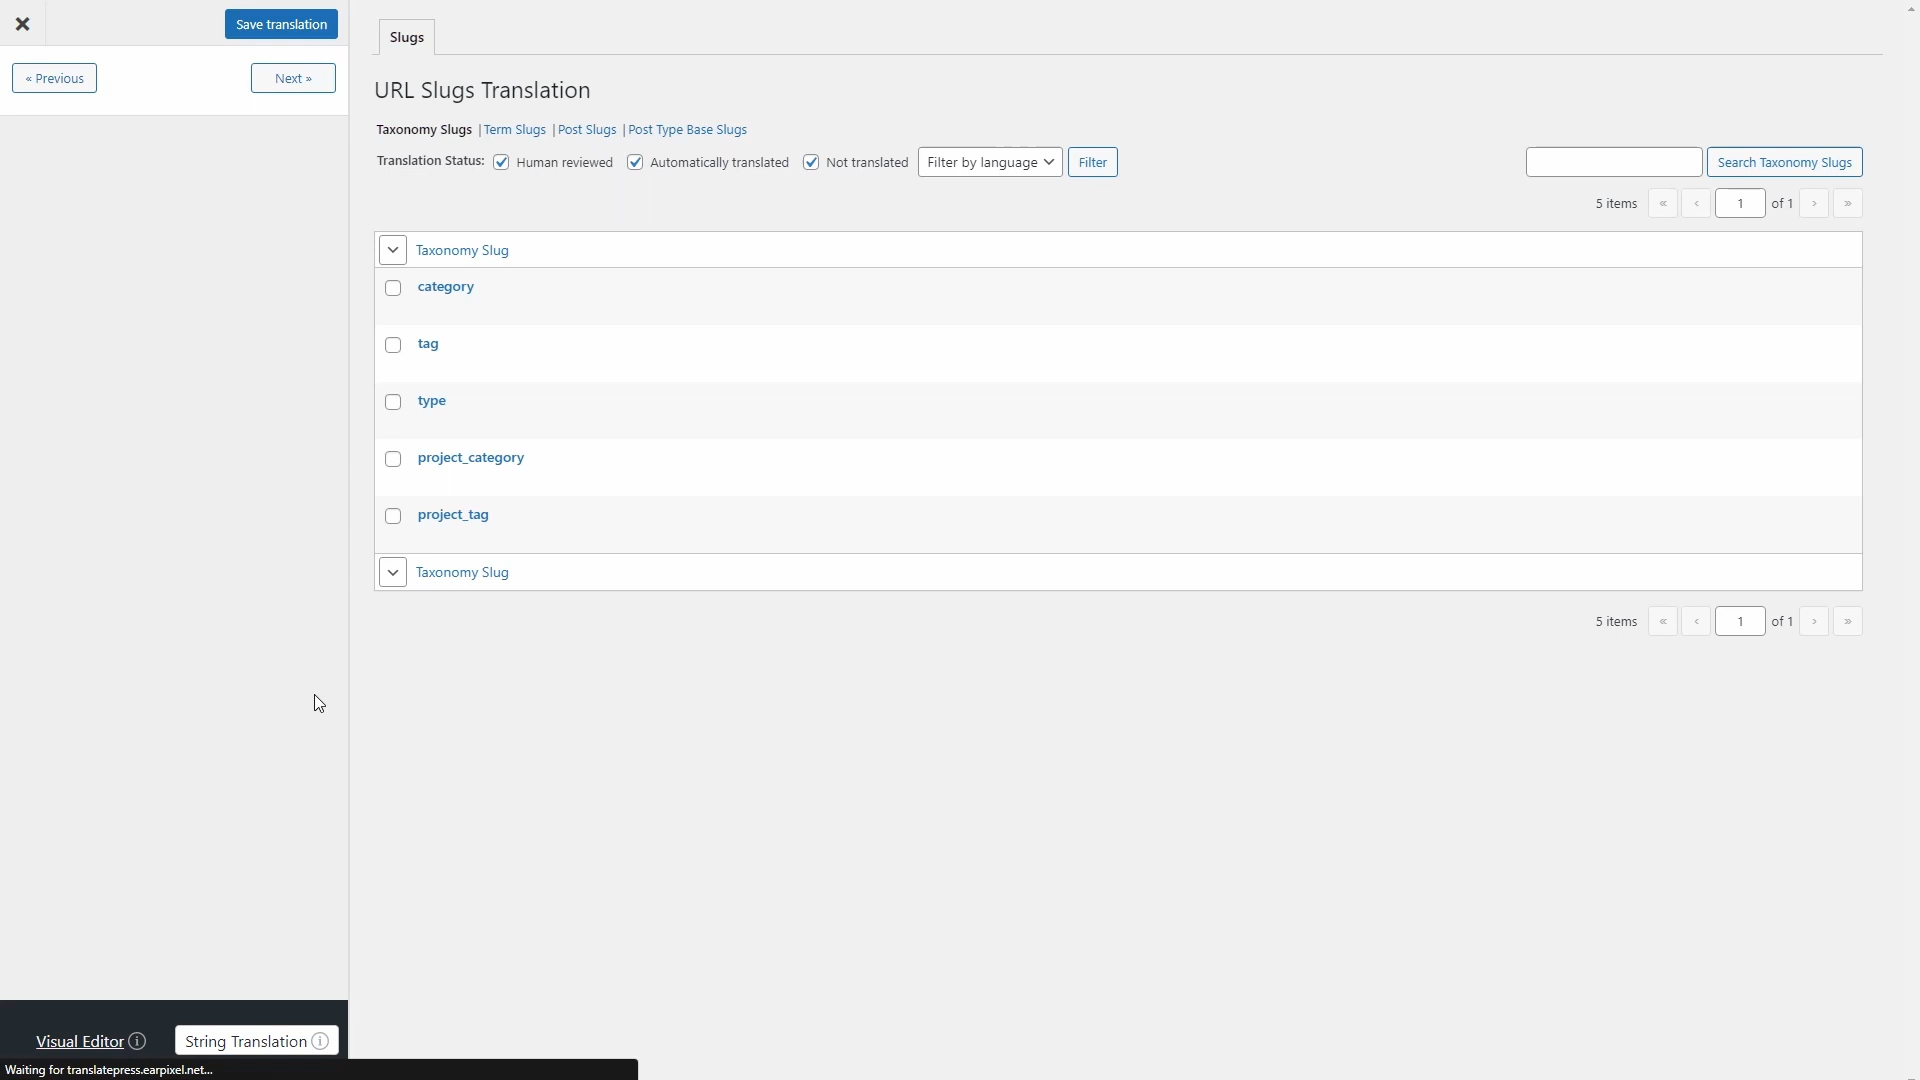 Save translation
« Previous
Next »
Slugs
URL Slugs Translation
Taxonomy Slugs | Term Slugs | Post Slugs | Post Type Base Slugs
Translation Status: Human reviewed Automatically translated Not translated Filter by language Filter
Search Taxonomy Slugs
5 items « ‹ 1 of 1 › »
Taxonomy Slug
category
tag
type
project_category
project_tag
Taxonomy Slug
5 items « ‹ 1 of 1 › »
Visual Editor i
String Translation i
Waiting for translatepress.earpixel.net...